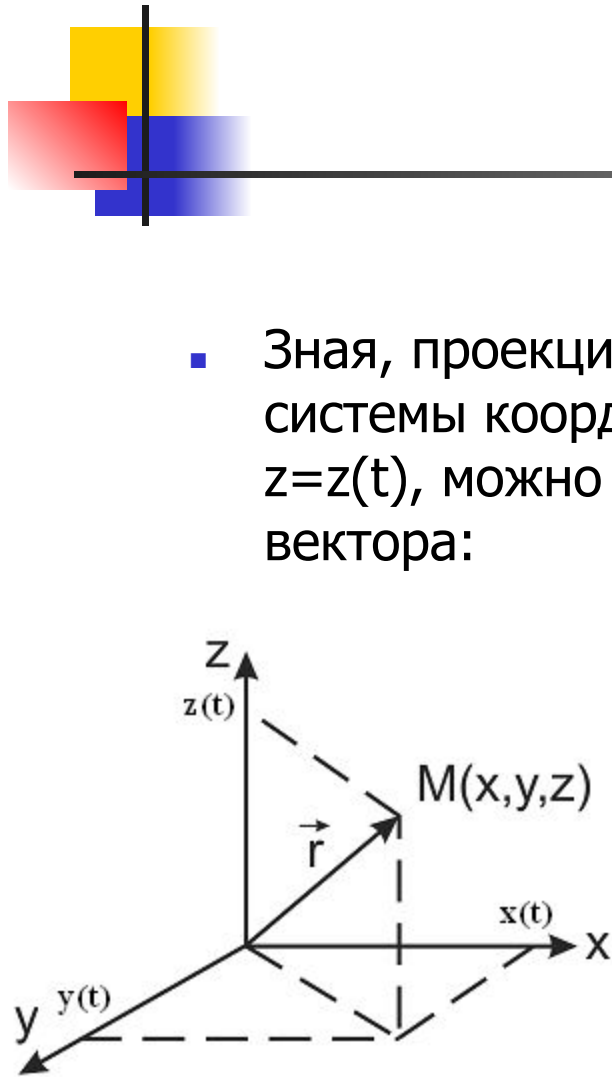 Зная, проекци
системы коорд
z=z(t), можно
вектора:
z
z(t)
M(x,y,z)
r
x(t)
x
y(t)
y